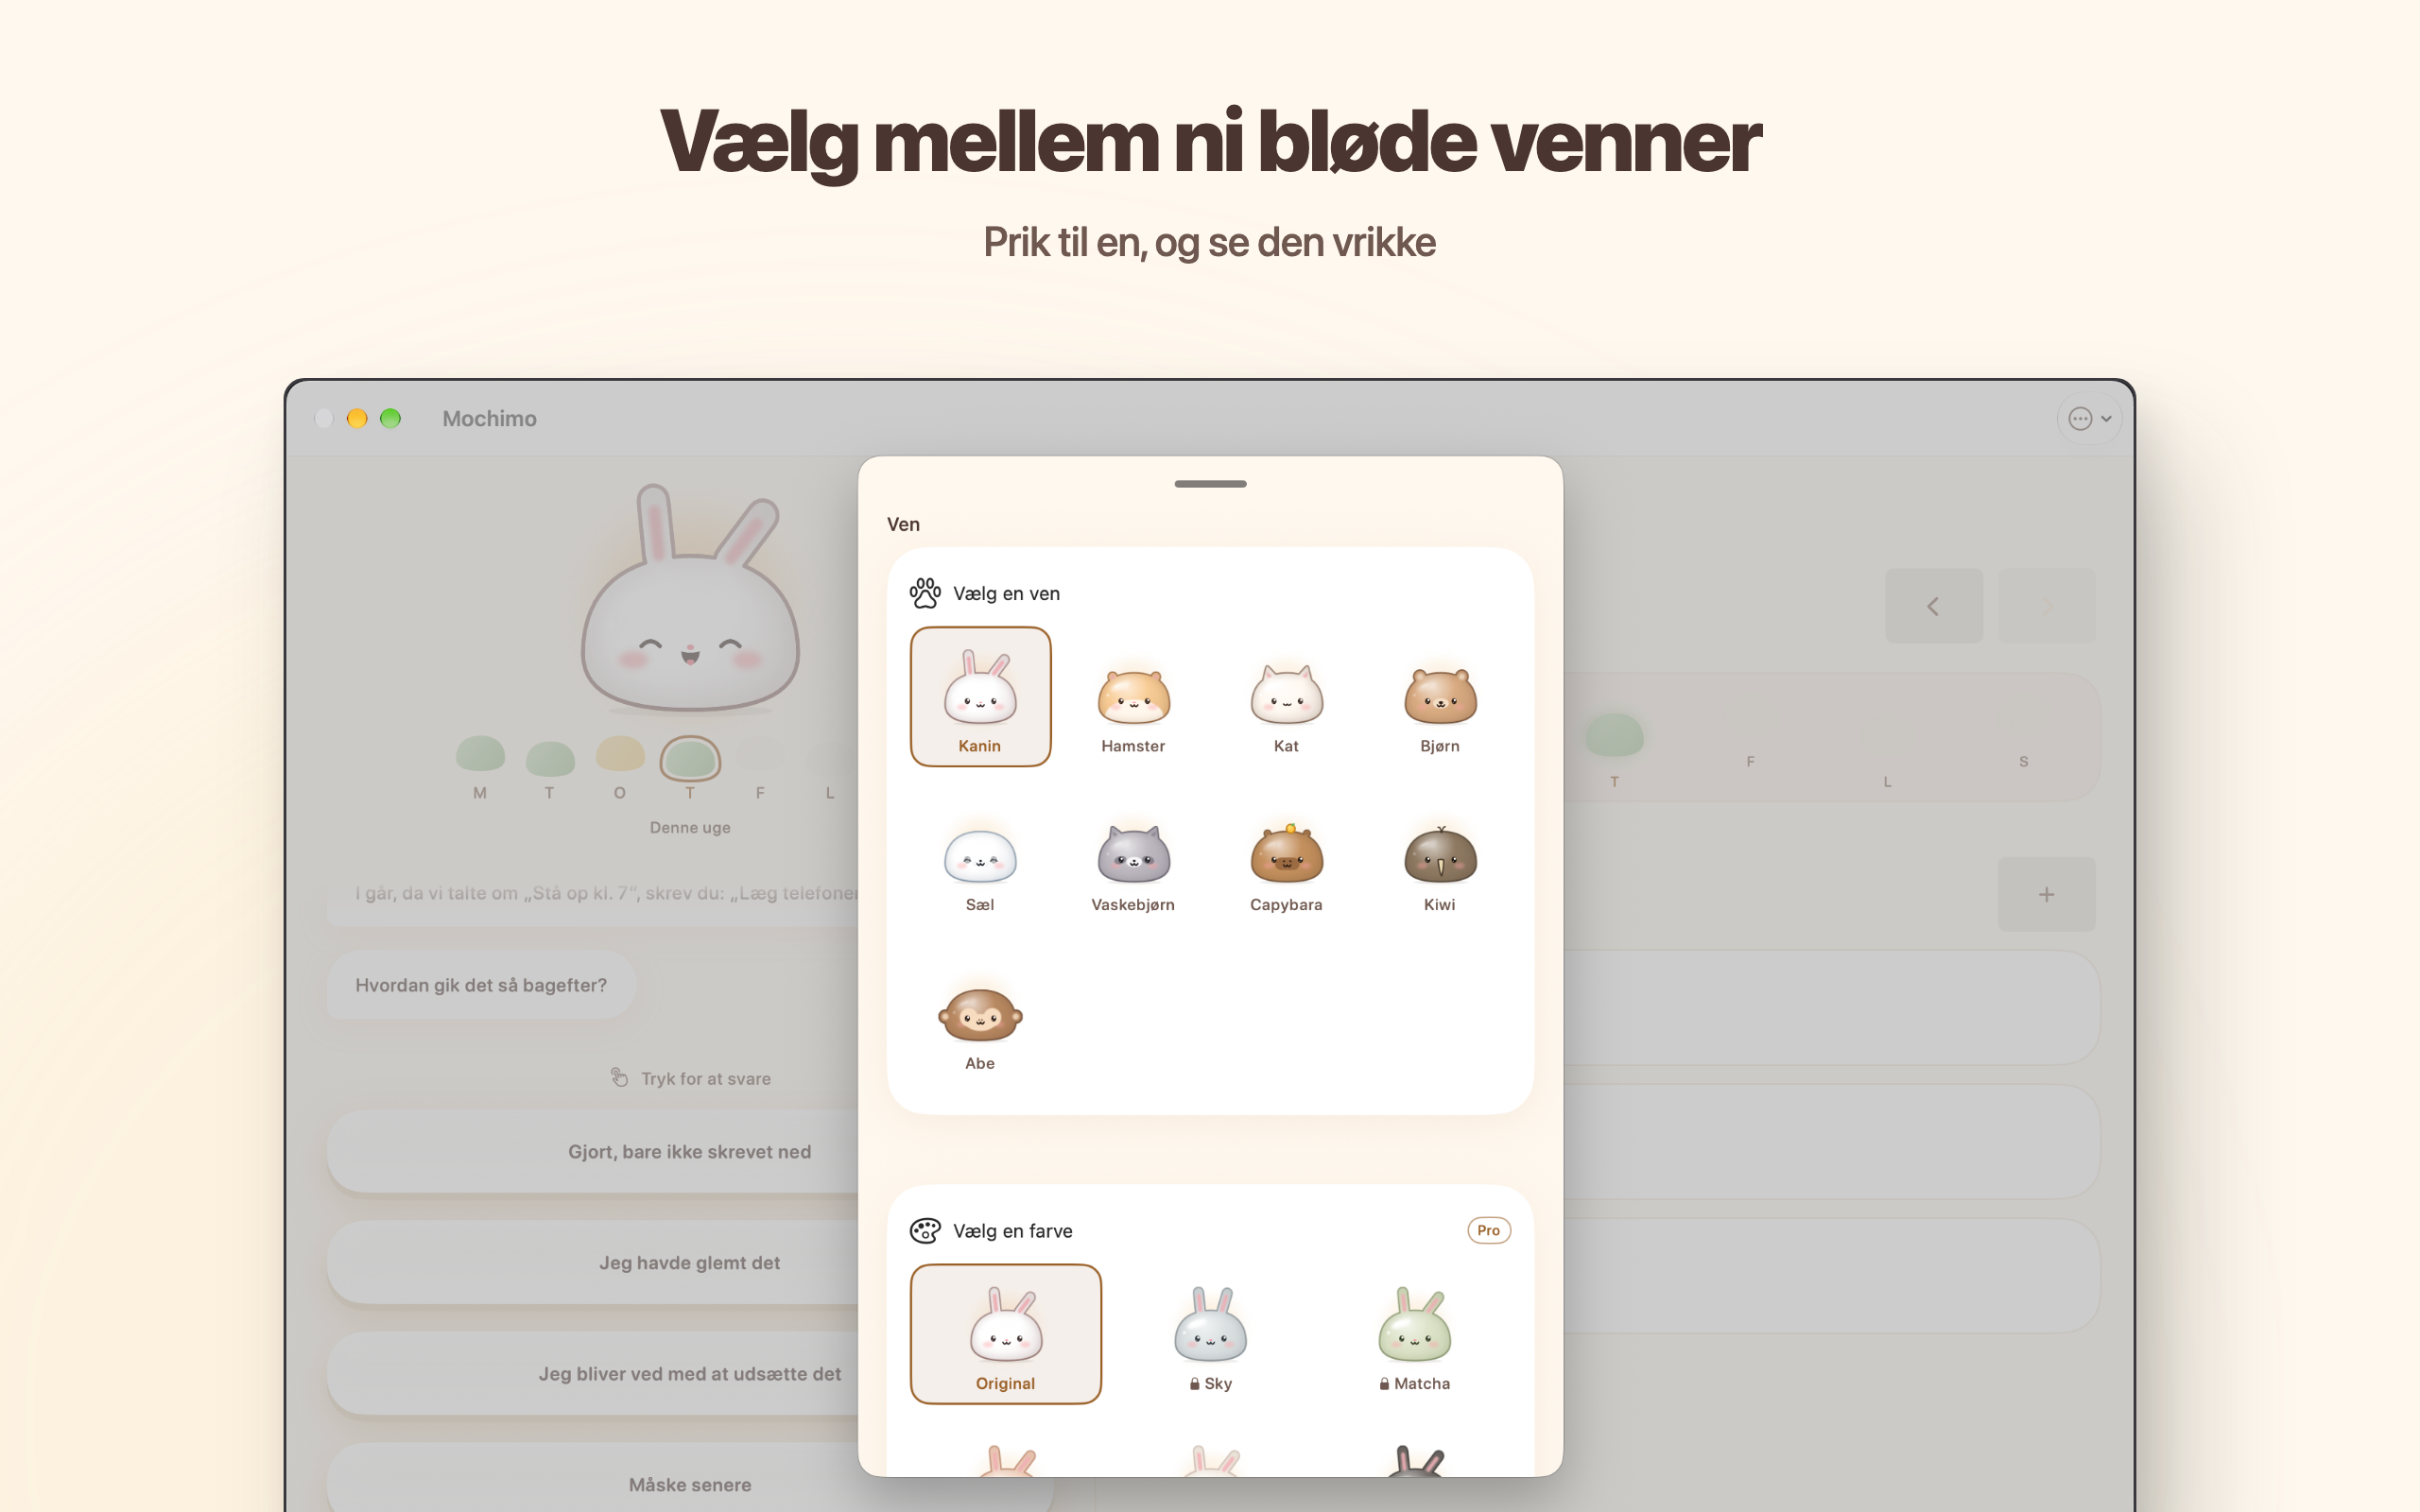 Vælg mellem ni bløde venner
Prik til en, og se den vrikke
Mochimo
M T O T F L
Denne uge
I går, da vi talte om „Stå op kl. 7“, skrev du: „Læg telefonen
Hvordan gik det så bagefter?
Tryk for at svare
Gjort, bare ikke skrevet ned
Jeg havde glemt det
Jeg bliver ved med at udsætte det
Måske senere
Ven
Vælg en ven
Kanin Hamster Kat Bjørn
Sæl Vaskebjørn Capybara Kiwi
Abe
Vælg en farve Pro
Original Sky Matcha
T F L S